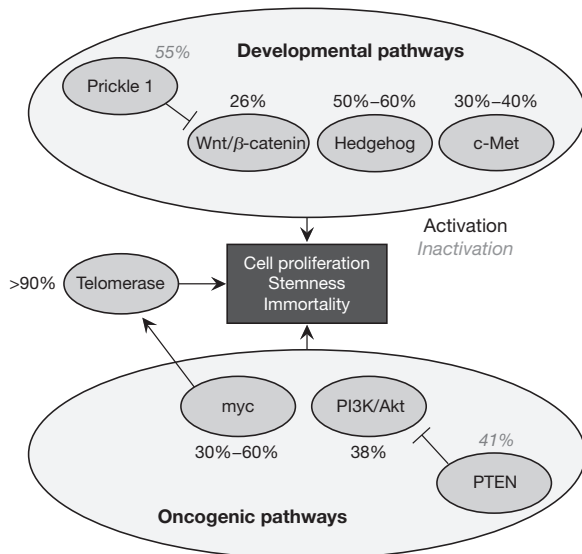 55%
Developmental pathways
Prickle 1
26%
50%–60%
30%–40%
Wnt/β-catenin
Hedgehog
c-Met
Activation
Inactivation
Cell proliferation
Stemness
Immortality
>90%
Telomerase
myc
PI3K/Akt
30%–60%
38%
41%
PTEN
Oncogenic pathways